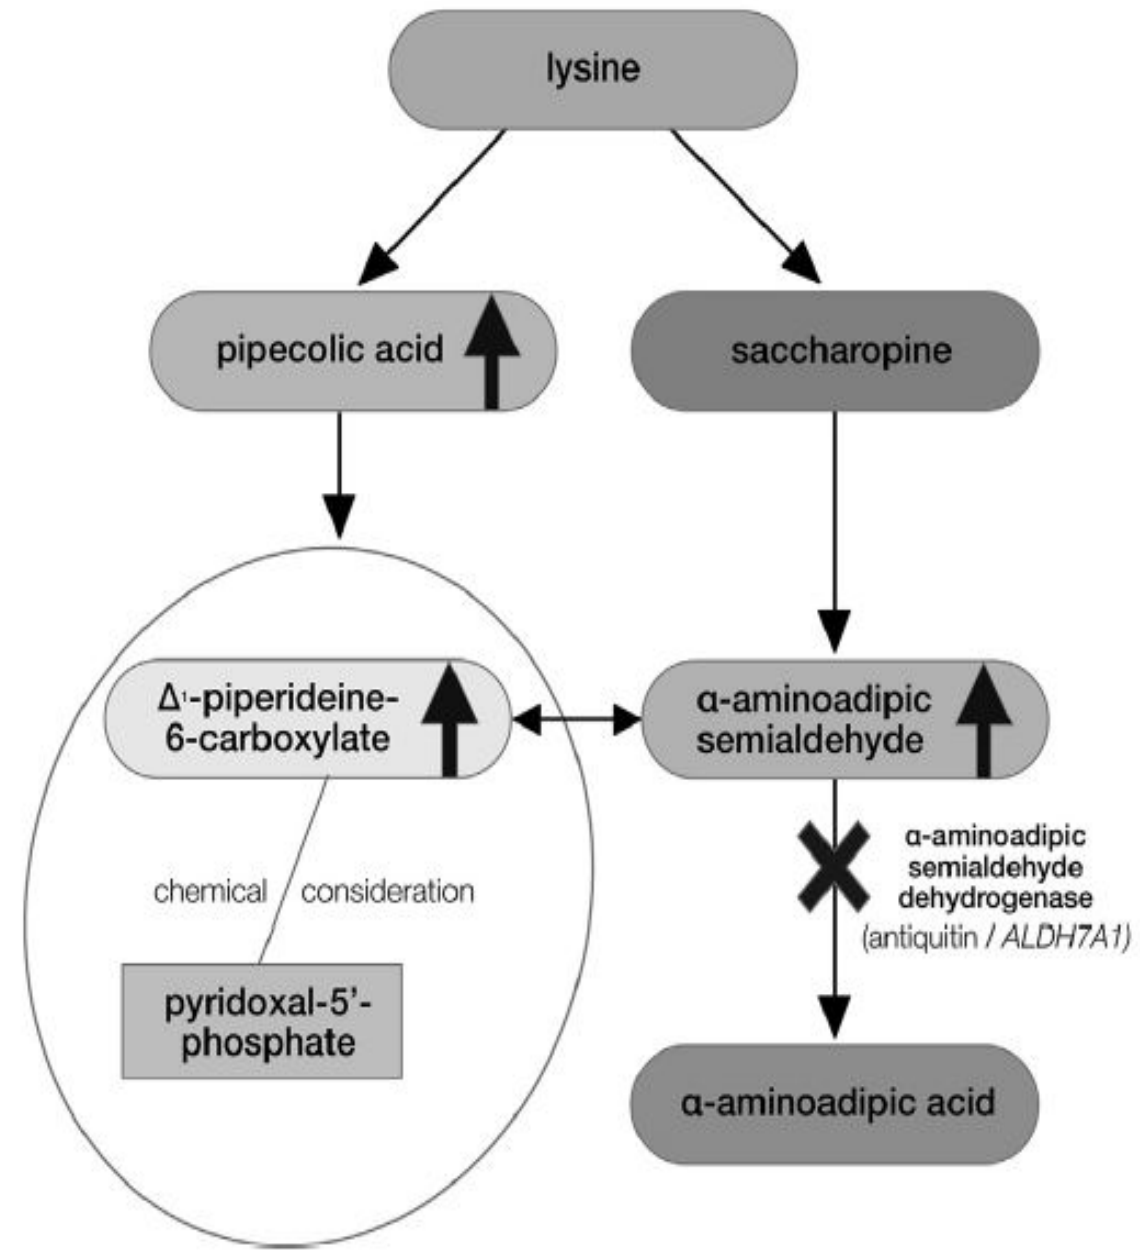 lysine
pipecolic acid
saccharopine
Δ¹-piperideine-
6-carboxylate
α-aminoadipic
semialdehyde
α-aminoadipic
semialdehyde
dehydrogenase
(antiquitin / ALDH7A1)
chemical consideration
pyridoxal-5'-
phosphate
α-aminoadipic acid